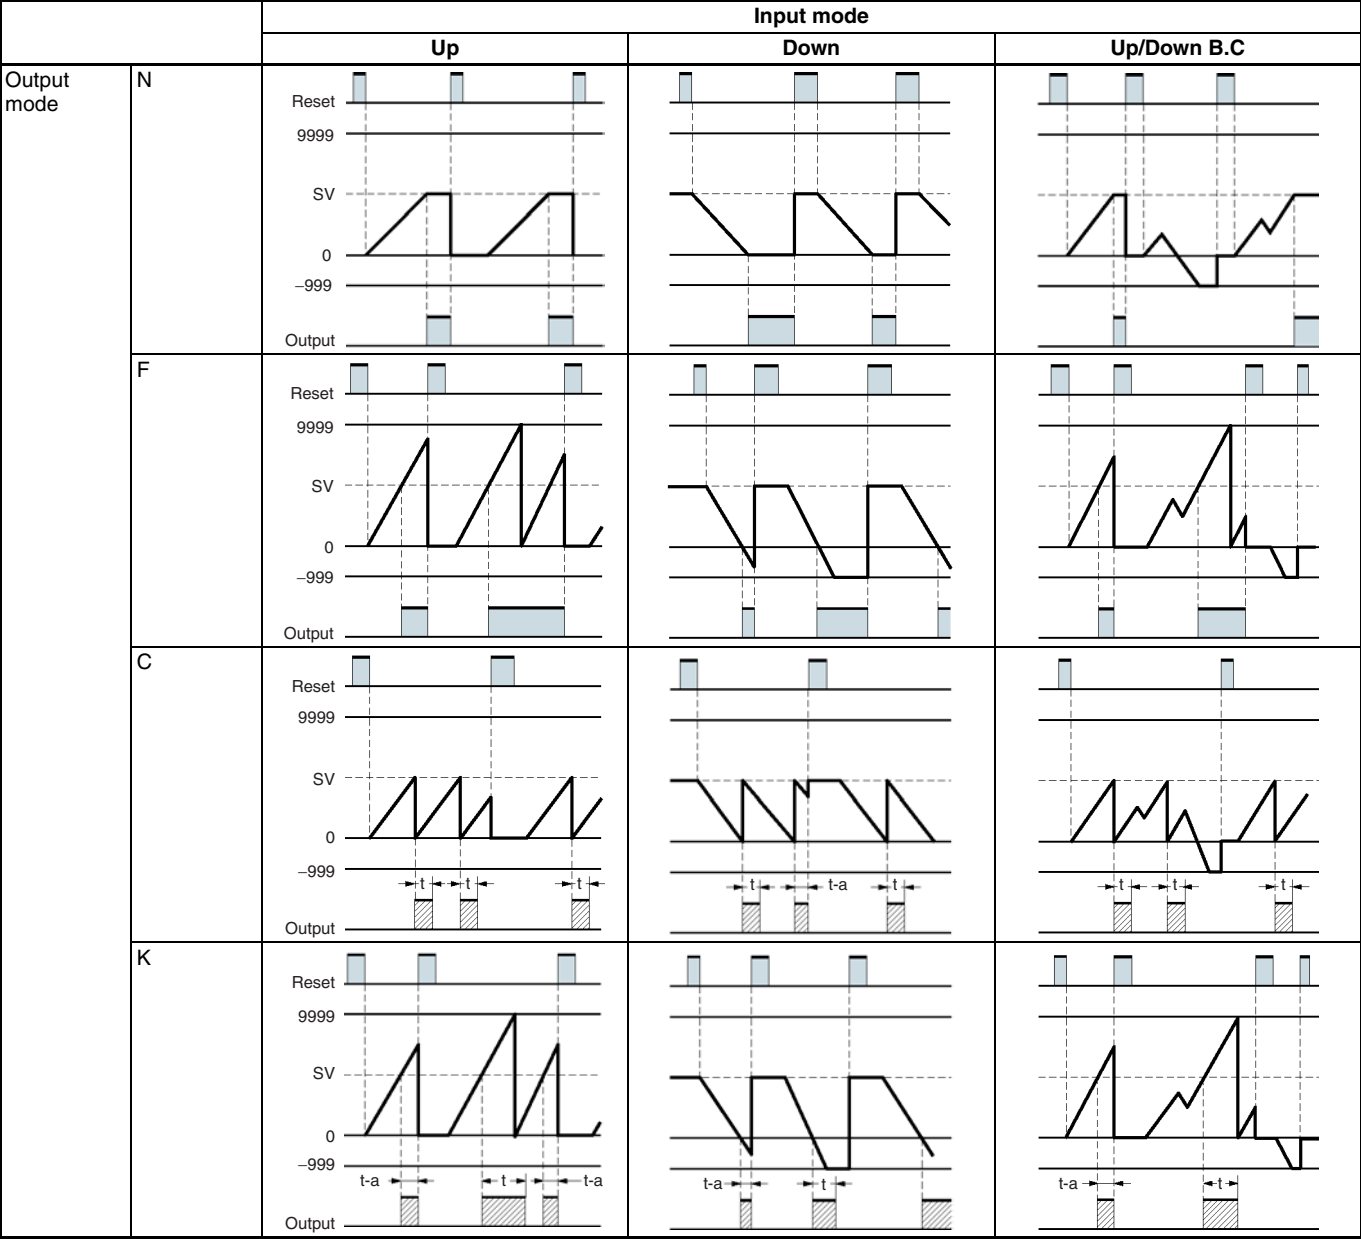 Input mode
Up Down Up/Down B.C
Output mode
N
Reset
9999
SV
0
−999
Output
F
Reset
9999
SV
0
−999
Output
C
Reset
9999
SV
0
−999
t t t
t t-a t
t t t
Output
K
Reset
9999
SV
0
−999
t-a t t-a
t-a t
t-a t
Output